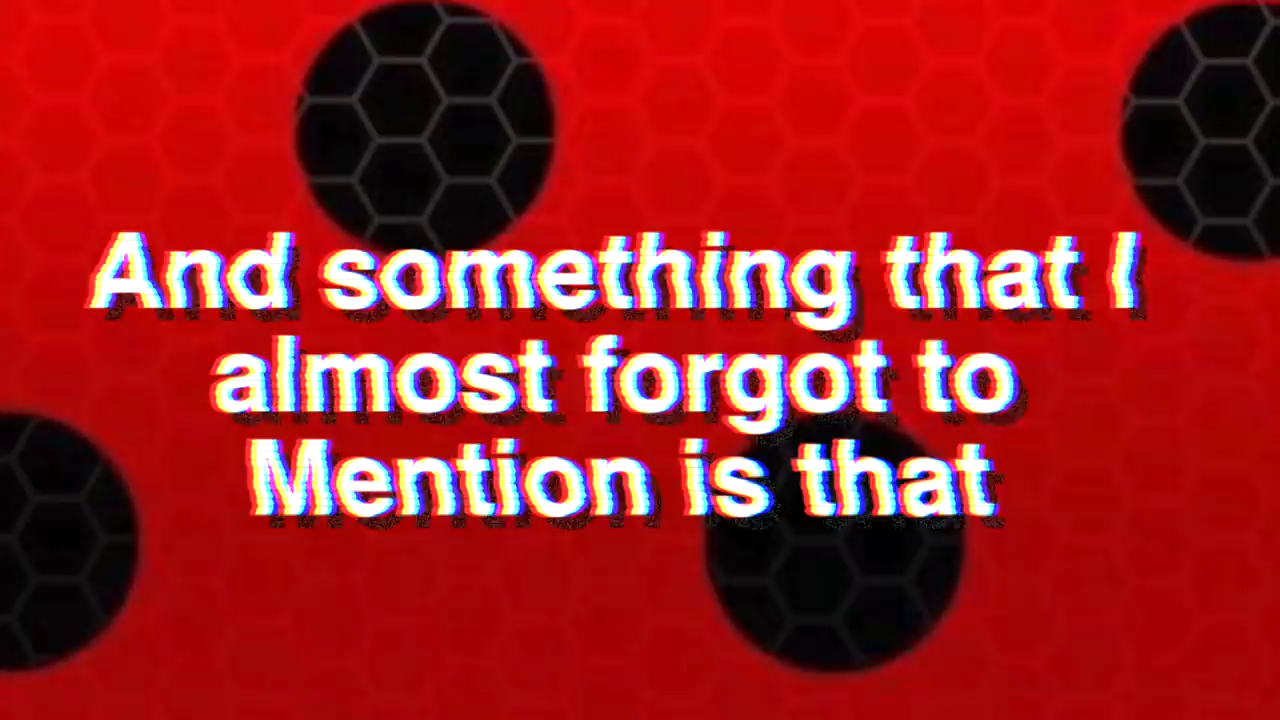 And something that I
almost forgot to
Mention is that